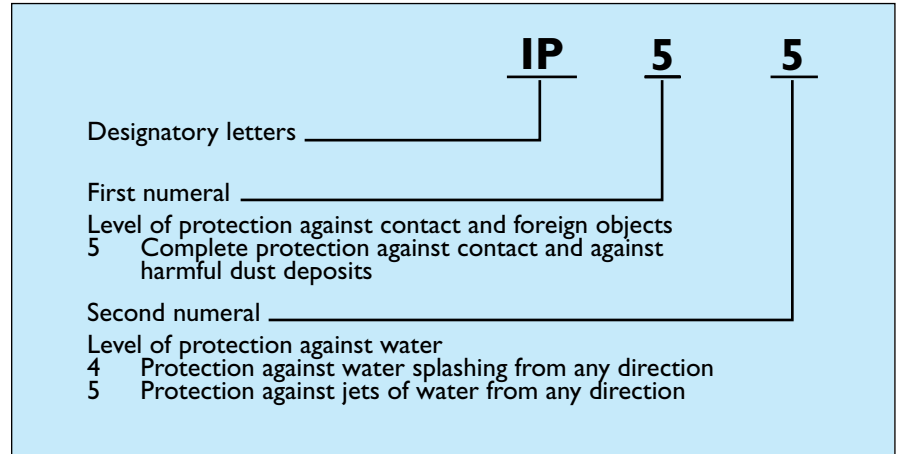 IP 5 5
Designatory letters
First numeral
Level of protection against contact and foreign objects
5 Complete protection against contact and against
harmful dust deposits
Second numeral
Level of protection against water
4 Protection against water splashing from any direction
5 Protection against jets of water from any direction